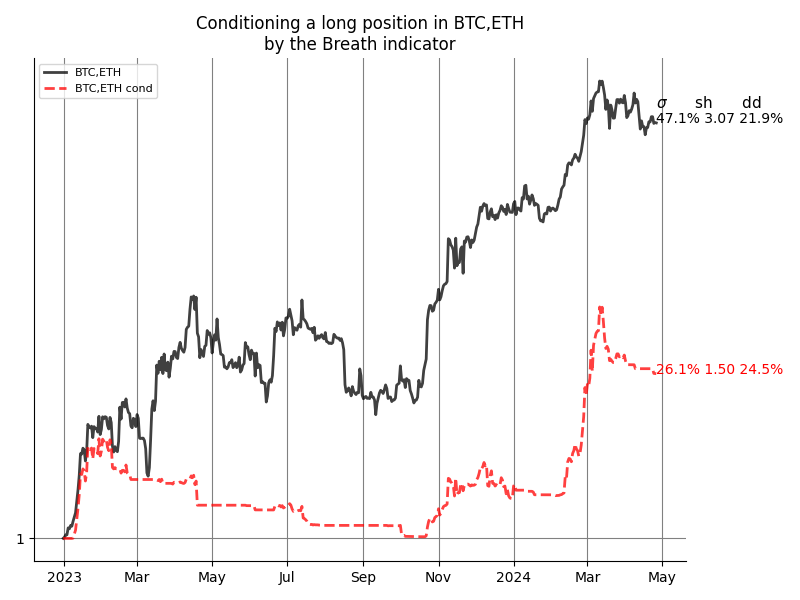 Conditioning a long position in BTC,ETH
by the Breath indicator
BTC,ETH
BTC,ETH cond
σ sh dd
47.1% 3.07 21.9%
26.1% 1.50 24.5%
1
2023 Mar May Jul Sep Nov 2024 Mar May